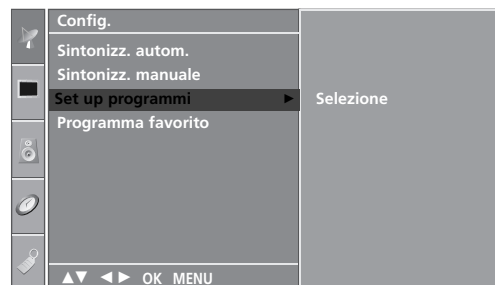 Config.
Sintonizz. autom.
Sintonizz. manuale
Set up programmi ► Selezione
Programma favorito
▲▼ ◄► OK MENU